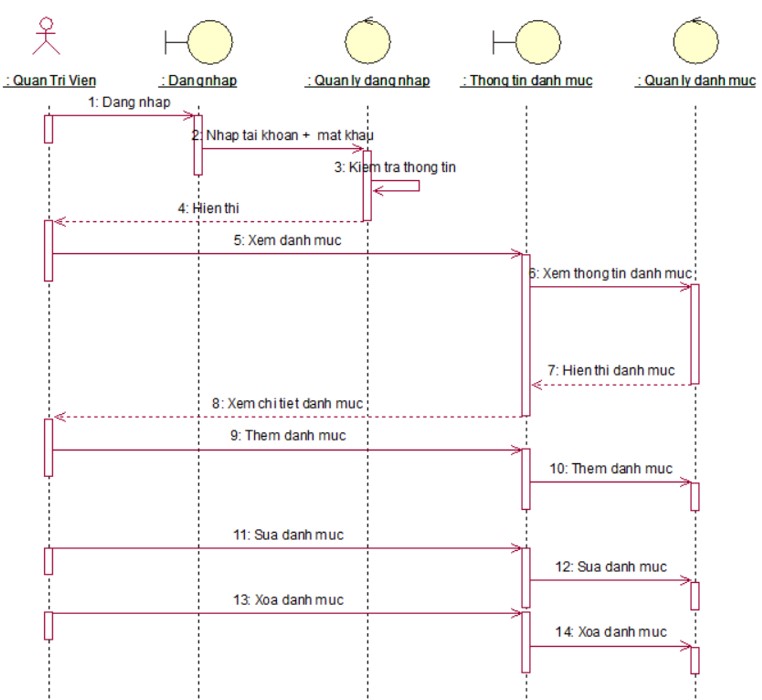 : Quan Tri Vien
: Dang nhap
: Quan ly dang nhap
: Thong tin danh muc
: Quan ly danh muc
1: Dang nhap
2: Nhap tai khoan + mat khau
3: Kiem tra thong tin
4: Hien thi
5: Xem danh muc
6: Xem thong tin danh muc
7: Hien thi danh muc
8: Xem chi tiet danh muc
9: Them danh muc
10: Them danh muc
11: Sua danh muc
12: Sua danh muc
13: Xoa danh muc
14: Xoa danh muc